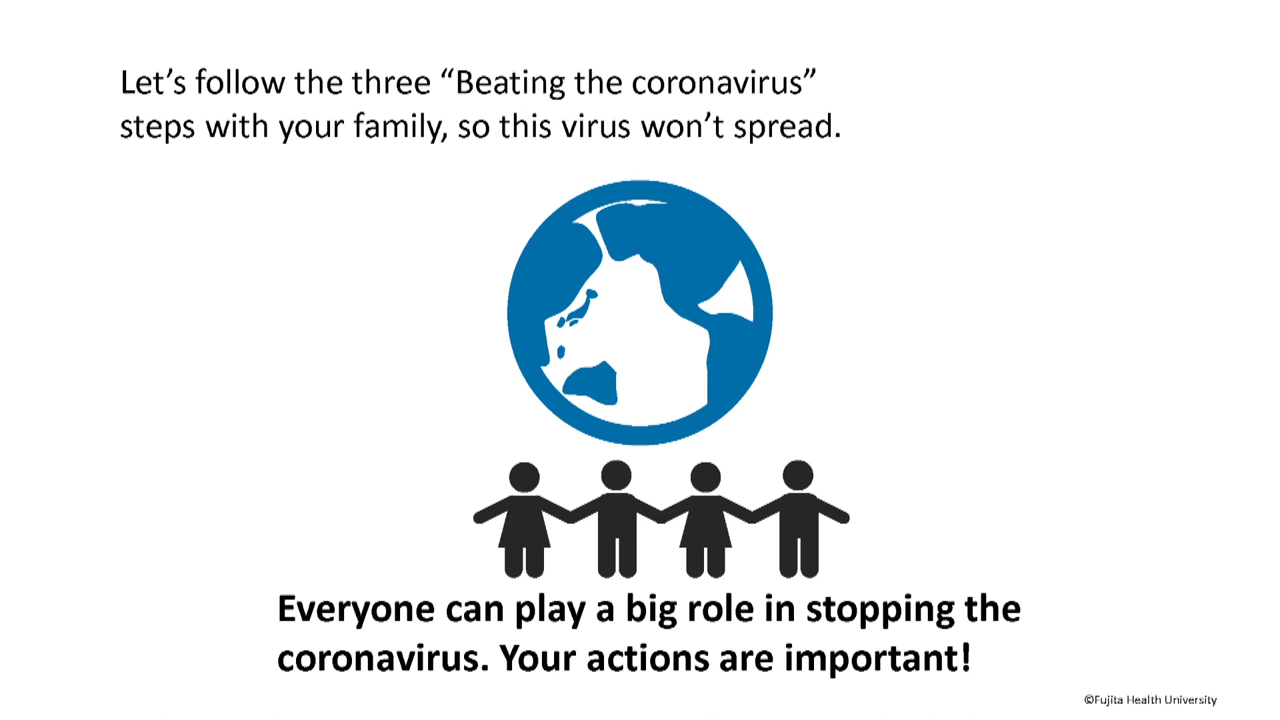 Let’s follow the three “Beating the coronavirus”
steps with your family, so this virus won’t spread.
Everyone can play a big role in stopping the
coronavirus. Your actions are important!
©Fujita Health University